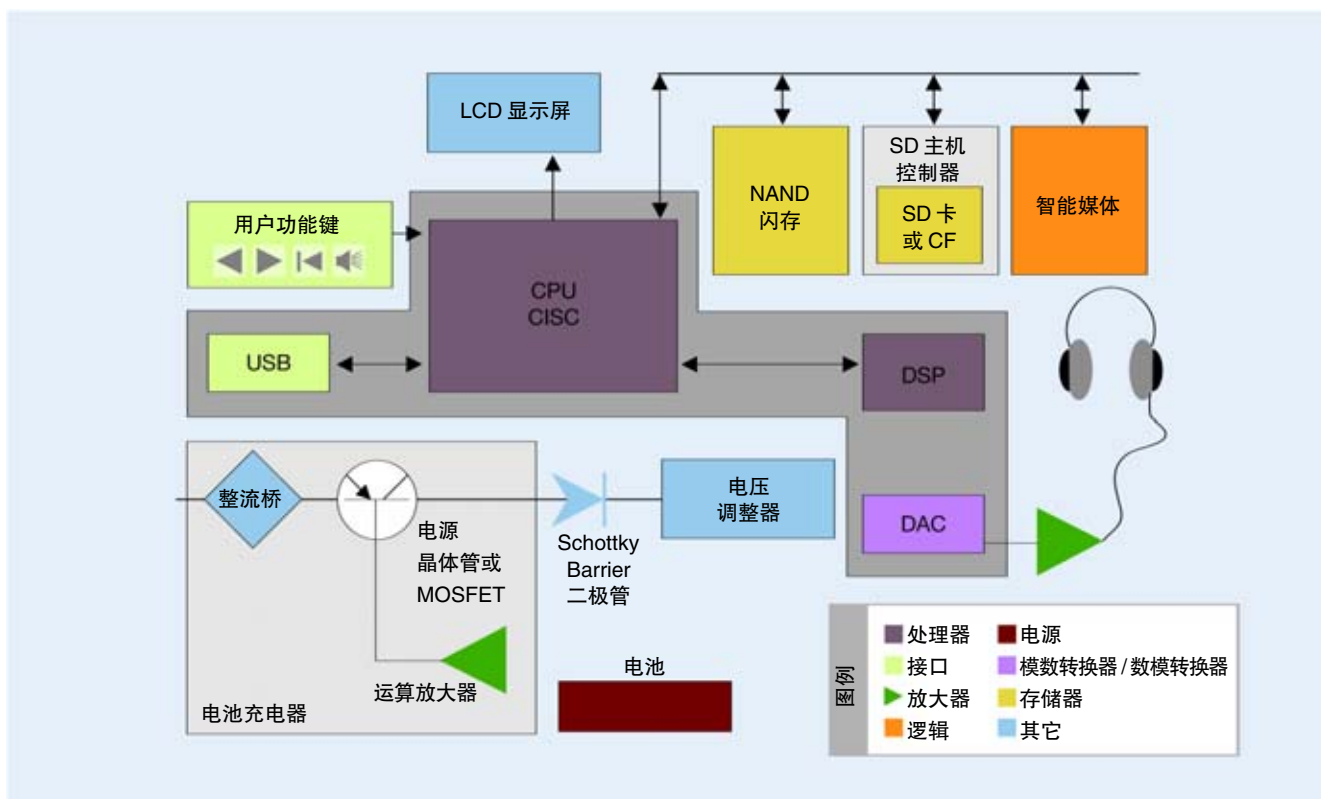 LCD 显示屏
用户功能键
NAND
闪存
SD 主机
控制器
SD 卡
或 CF
智能媒体
CPU
CISC
USB
DSP
DAC
整流桥
电源
晶体管或
MOSFET
Schottky
Barrier
二极管
电压
调整器
运算放大器
电池充电器
电池
图例
处理器
电源
接口
模数转换器/数模转换器
放大器
存储器
逻辑
其它